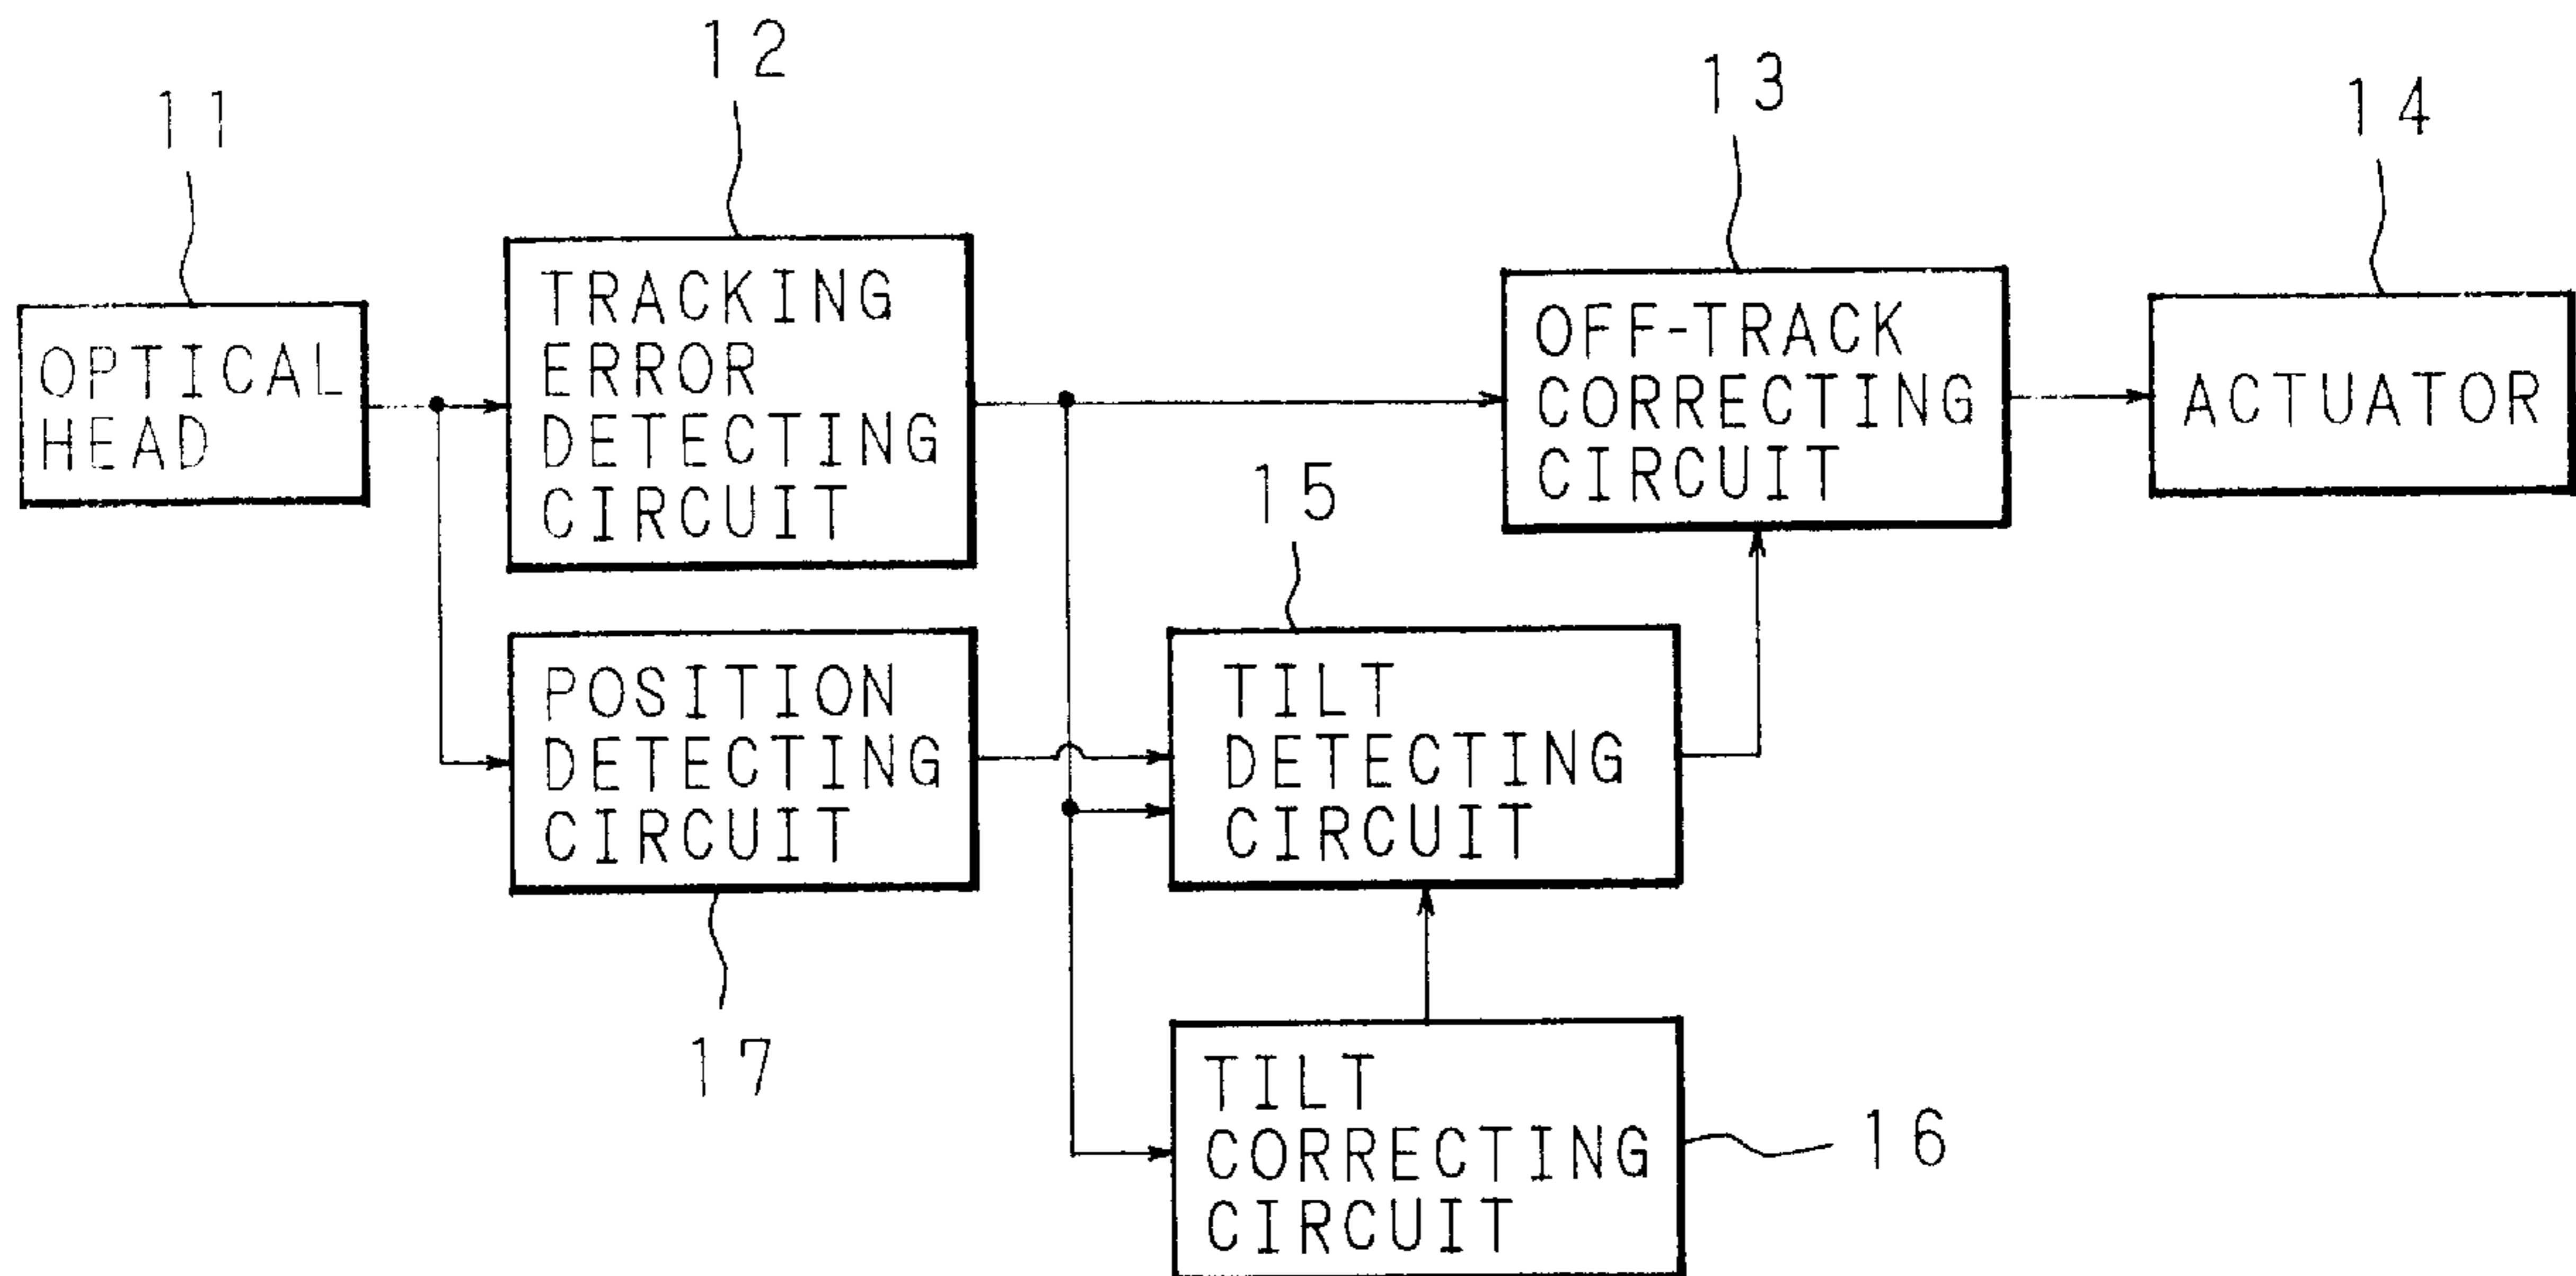 11
12
13
14
OPTICAL
HEAD
TRACKING
ERROR
DETECTING
CIRCUIT
OFF-TRACK
CORRECTING
CIRCUIT
ACTUATOR
15
POSITION
DETECTING
CIRCUIT
TILT
DETECTING
CIRCUIT
17
TILT
CORRECTING
CIRCUIT
16